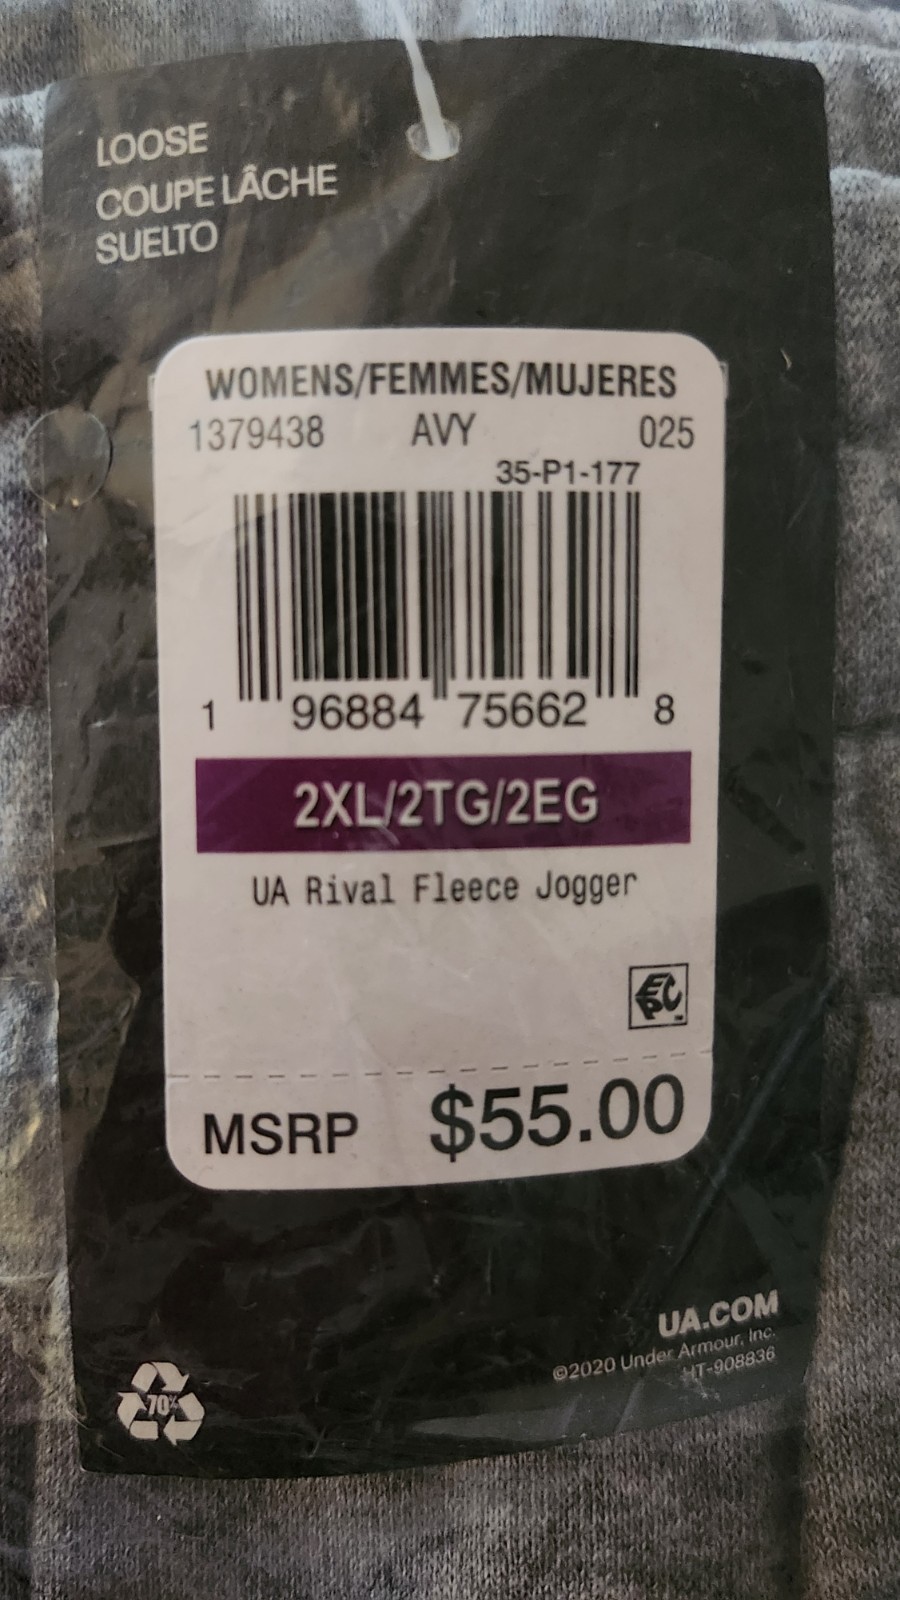 LOOSE
COUPE LÂCHE
SUELTO
WOMENS/FEMMES/MUJERES
1379438 AVY 025
35-P1-177
1 96884 75662 8
2XL/2TG/2EG
UA Rival Fleece Jogger
EPC
MSRP $55.00
UA.COM
©2020 Under Armour, Inc.
HT-908836
70%